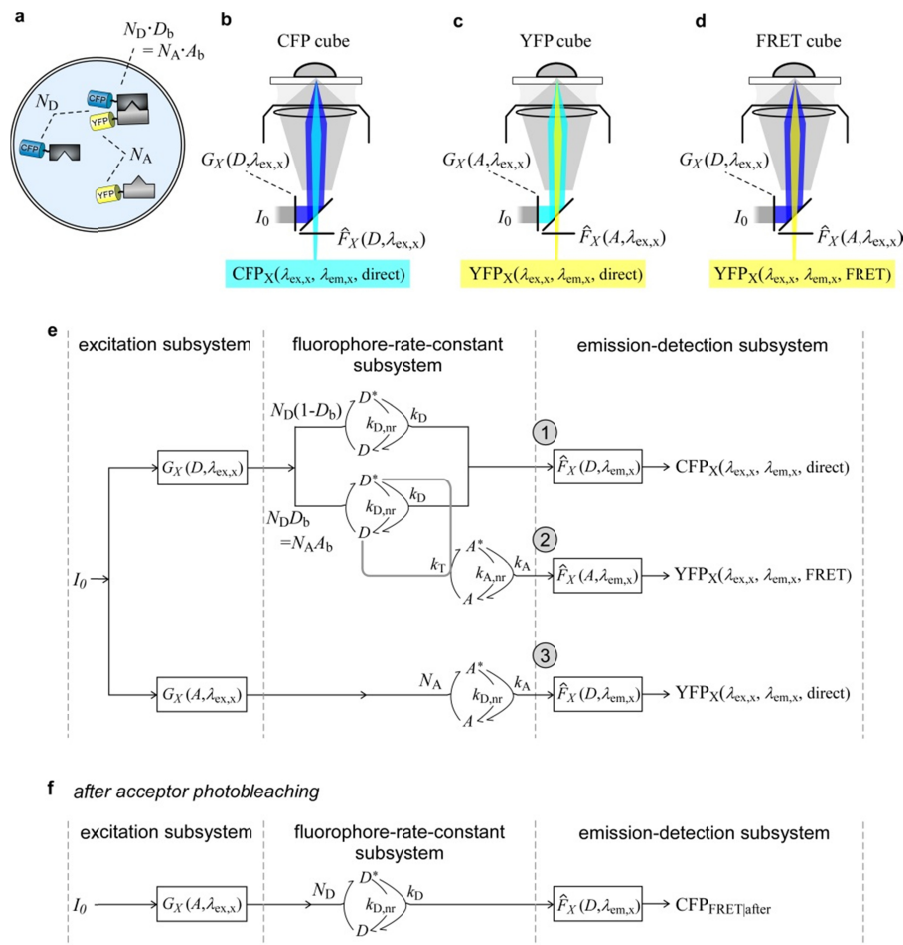 a
N_D·D_b
= N_A·A_b
N_D
CFP
YFP
CFP
N_A
YFP
b
CFP cube
G_X(D,λ_ex,x)
I_0
F̂_X(D,λ_ex,x)
CFP_X(λ_ex,x, λ_em,x, direct)
c
YFP cube
G_X(A,λ_ex,x)
I_0
F̂_X(A,λ_ex,x)
YFP_X(λ_ex,x, λ_em,x, direct)
d
FRET cube
G_X(D,λ_ex,x)
I_0
F̂_X(A,λ_ex,x)
YFP_X(λ_ex,x, λ_em,x, FRET)
e
excitation subsystem
fluorophore-rate-constant
subsystem
emission-detection subsystem
N_D(1-D_b)
D*
k_D,nr
k_D
D
G_X(D,λ_ex,x)
1
F̂_X(D,λ_em,x)
CFP_X(λ_ex,x, λ_em,x, direct)
D*
k_D,nr
k_D
D
N_D D_b
=N_A A_b
I_0
k_T
A*
k_A,nr
k_A
A
2
F̂_X(A,λ_em,x)
YFP_X(λ_ex,x, λ_em,x, FRET)
G_X(A,λ_ex,x)
N_A
A*
k_D,nr
k_A
A
3
F̂_X(D,λ_em,x)
YFP_X(λ_ex,x, λ_em,x, direct)
f
after acceptor photobleaching
excitation subsystem
fluorophore-rate-constant
subsystem
emission-detection subsystem
I_0
G_X(A,λ_ex,x)
N_D
D*
k_D,nr
k_D
D
F̂_X(D,λ_em,x)
CFP_FRET|after